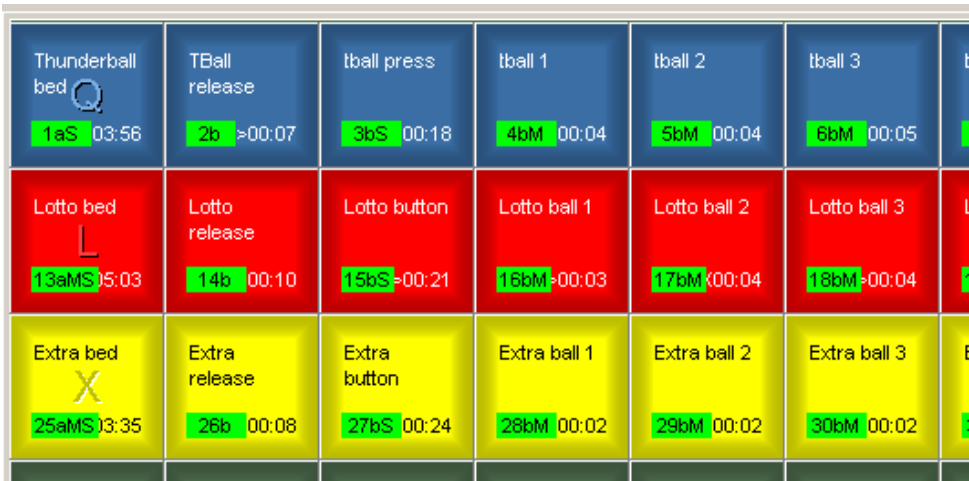 Thunderball
bed Q
1aS 03:56
TBall
release
2b >00:07
tball press
3bS 00:18
tball 1
4bM 00:04
tball 2
5bM 00:04
tball 3
6bM 00:05
Lotto bed
L
13aMS 05:03
Lotto
release
14b 00:10
Lotto button
15bS >00:21
Lotto ball 1
16bM >00:03
Lotto ball 2
17bM 00:04
Lotto ball 3
18bM >00:04
Extra bed
X
25aMS 3:35
Extra
release
26b 00:08
Extra
button
27bS 00:24
Extra ball 1
28bM 00:02
Extra ball 2
29bM 00:02
Extra ball 3
30bM 00:02